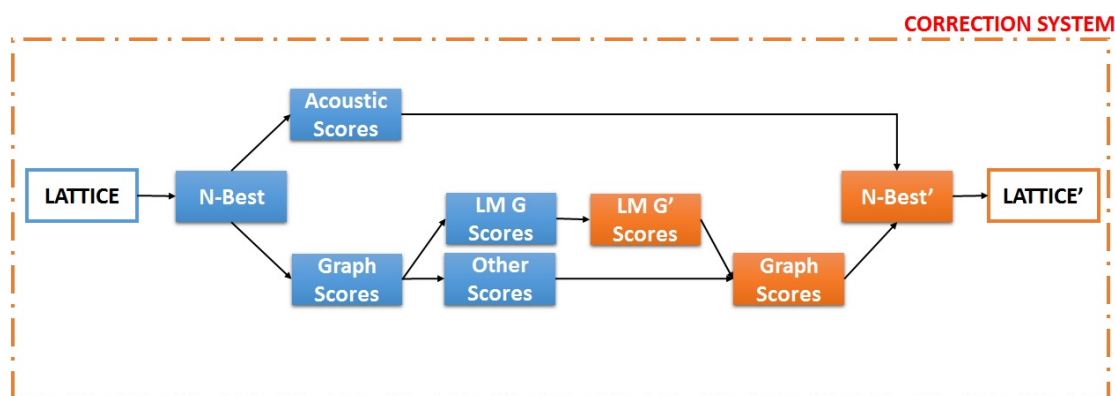 CORRECTION SYSTEM
Acoustic
Scores
LATTICE
N-Best
LM G
Scores
LM G’
Scores
N-Best’
LATTICE’
Graph
Scores
Other
Scores
Graph
Scores